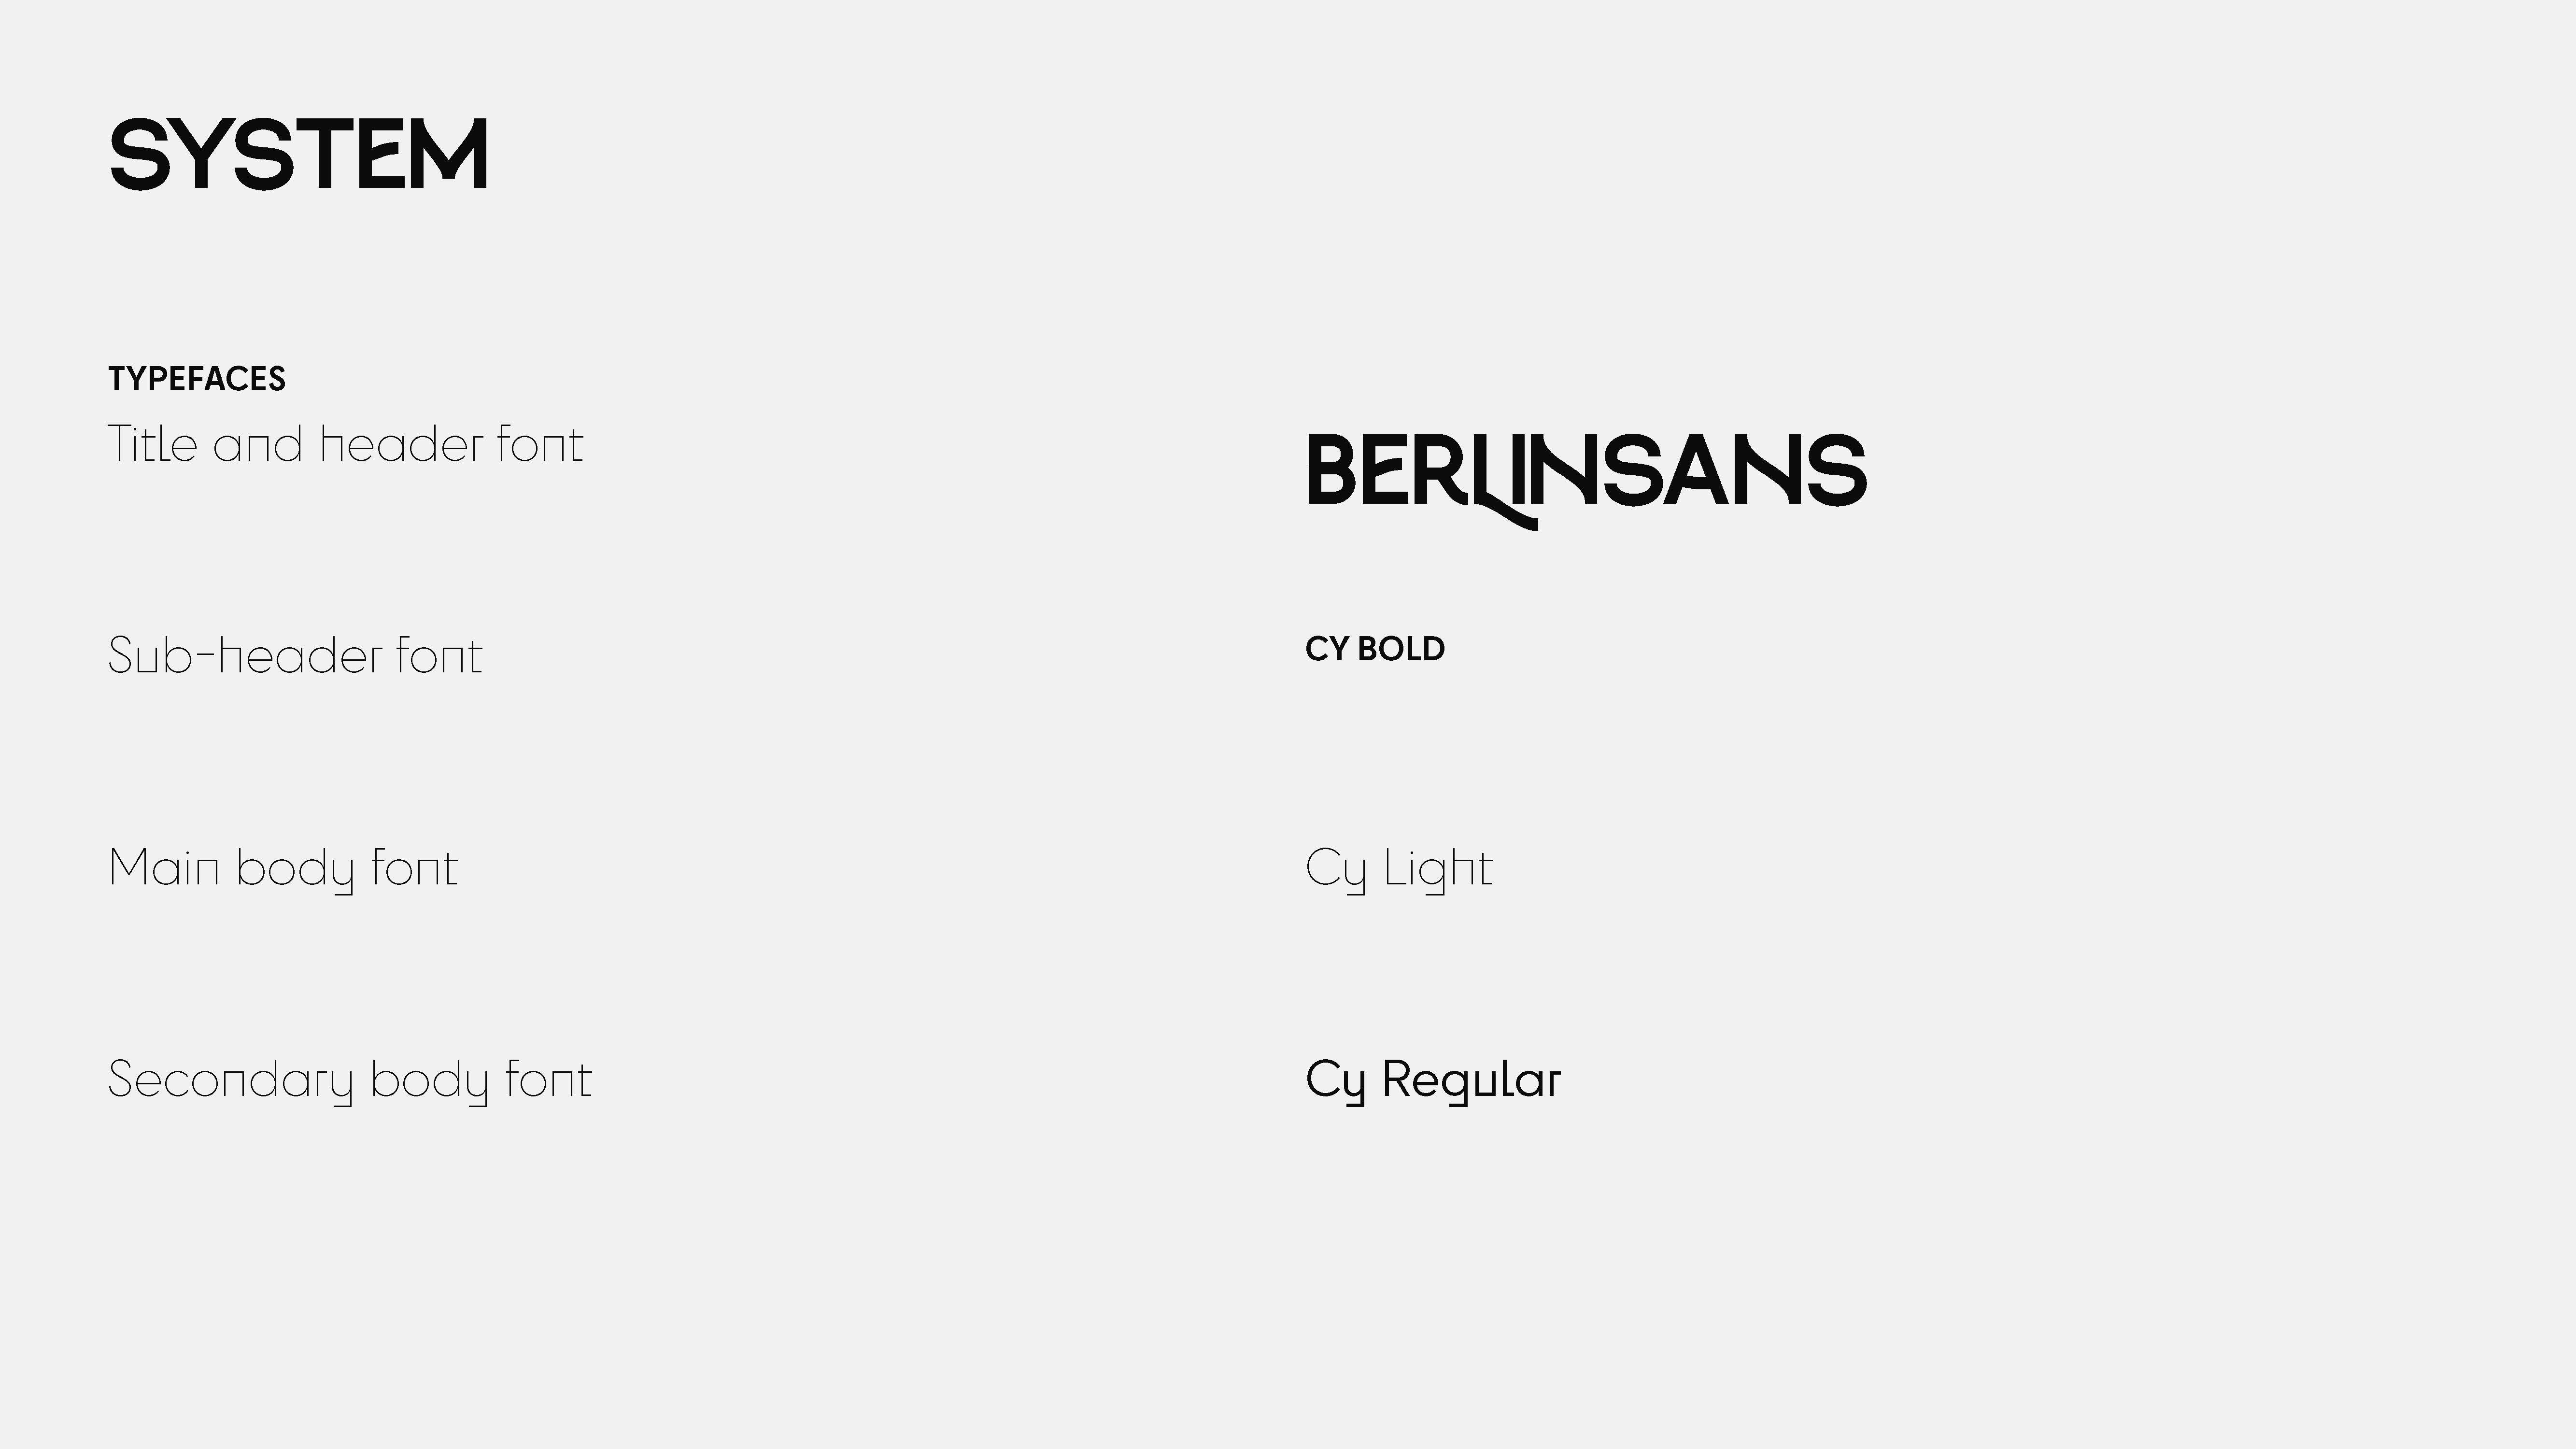 SYSTEM
TYPEFACES
Title and header font
BERLINSANS
Sub-header font
CY BOLD
Main body font
Cy Light
Secondary body font
Cy Regular